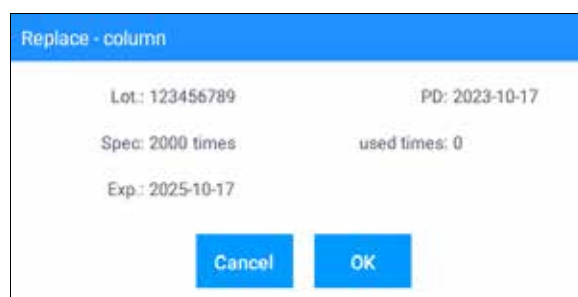 Replace - column
Lot.: 123456789 PD: 2023-10-17
Spec: 2000 times used times: 0
Exp.: 2025-10-17
Cancel OK